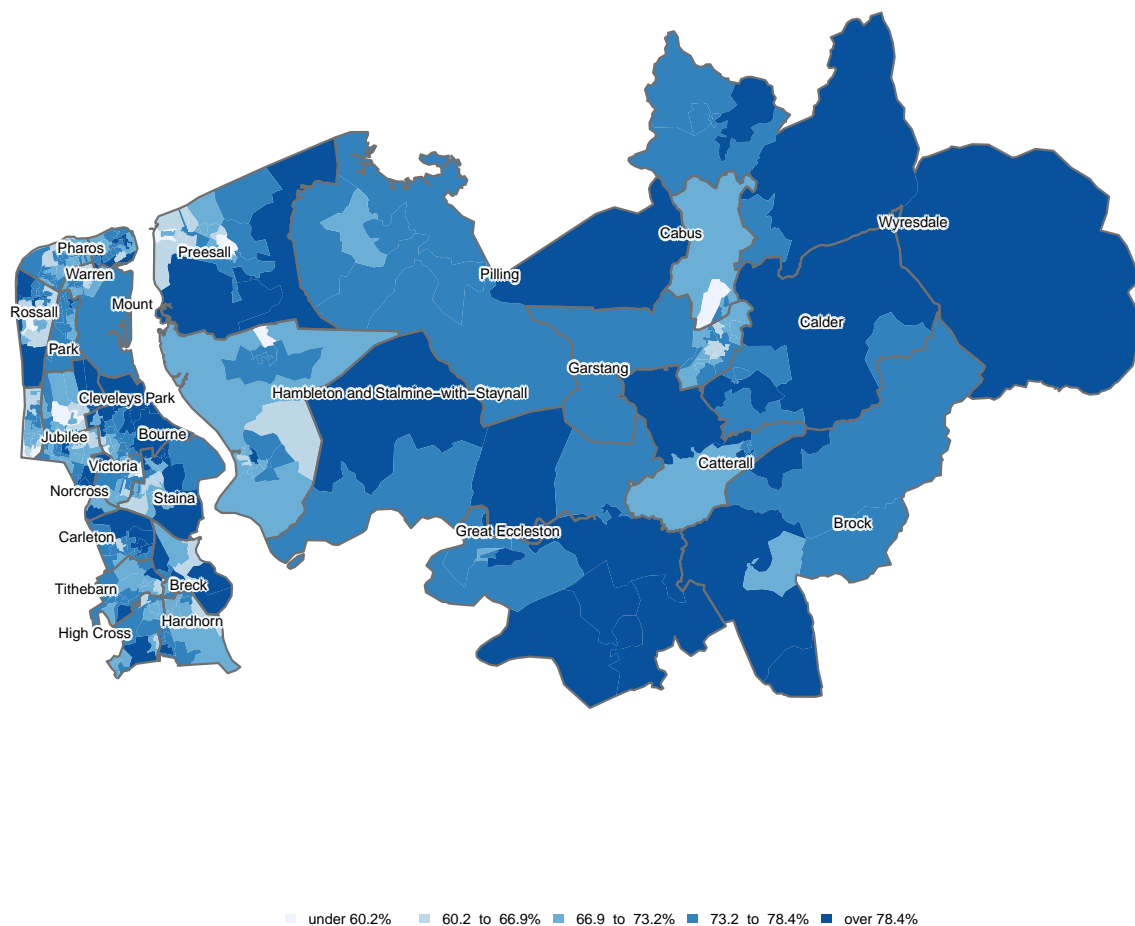 Wyresdale
Pharos
Cabus
Preesall
Warren
Pilling
Mount
Rossall
Calder
Park
Garstang
Hambleton and Stalmine−with−Staynall
Cleveleys Park
Jubilee
Bourne
Victoria
Catterall
Norcross
Staina
Brock
Great Eccleston
Carleton
Tithebarn
Breck
Hardhorn
High Cross
under 60.2% 60.2 to 66.9% 66.9 to 73.2% 73.2 to 78.4% over 78.4%